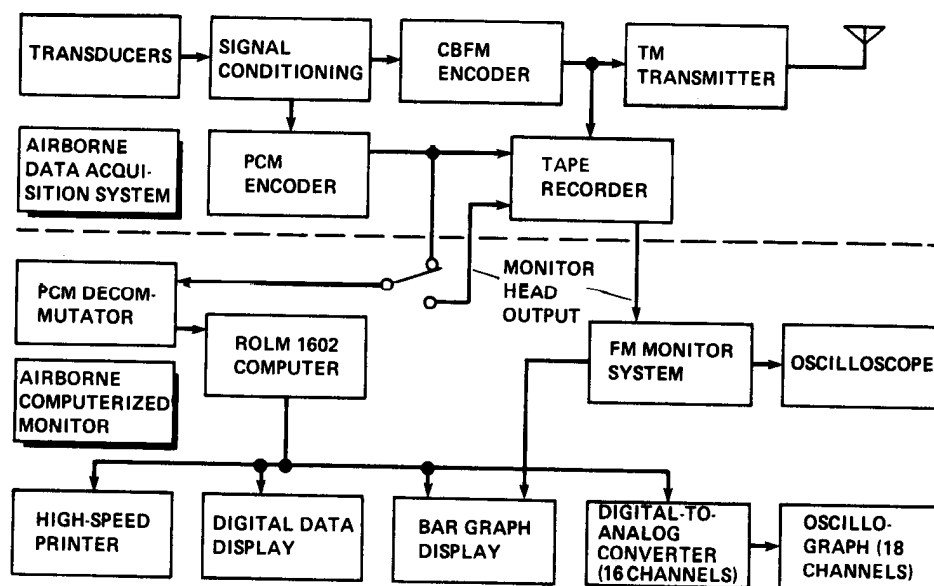 TRANSDUCERS
SIGNAL
CONDITIONING
CBFM
ENCODER
TM
TRANSMITTER
AIRBORNE
DATA ACQUI-
SITION SYSTEM
PCM
ENCODER
TAPE
RECORDER
MONITOR
HEAD
OUTPUT
PCM DECOM-
MUTATOR
ROLM 1602
COMPUTER
FM MONITOR
SYSTEM
OSCILLOSCOPE
AIRBORNE
COMPUTERIZED
MONITOR
HIGH-SPEED
PRINTER
DIGITAL DATA
DISPLAY
BAR GRAPH
DISPLAY
DIGITAL-TO-
ANALOG
CONVERTER
(16 CHANNELS)
OSCILLO-
GRAPH (18
CHANNELS)